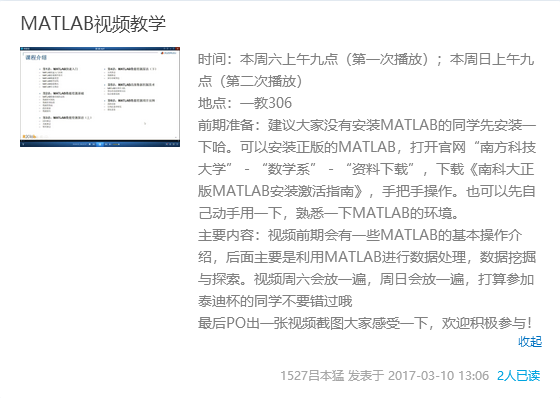 MATLAB视频教学
课程介绍
时间：本周六上午九点（第一次播放）；本周日上午九
点（第二次播放）
地点：一教306
前期准备：建议大家没有安装MATLAB的同学先安装一
下哈。可以安装正版的MATLAB，打开官网“南方科技
大学” - “数学系” - “资料下载”，下载《南科大正
版MATLAB安装激活指南》，手把手操作。也可以先自
己动手用一下，熟悉一下MATLAB的环境。
主要内容：视频前期会有一些MATLAB的基本操作介
绍，后面主要是利用MATLAB进行数据处理，数据挖掘
与探索。视频周六会放一遍，周日会放一遍，打算参加
泰迪杯的同学不要错过哦
最后PO出一张视频截图大家感受一下，欢迎积极参与！
收起
1527吕本猛 发表于 2017-03-10 13:06 2人已读